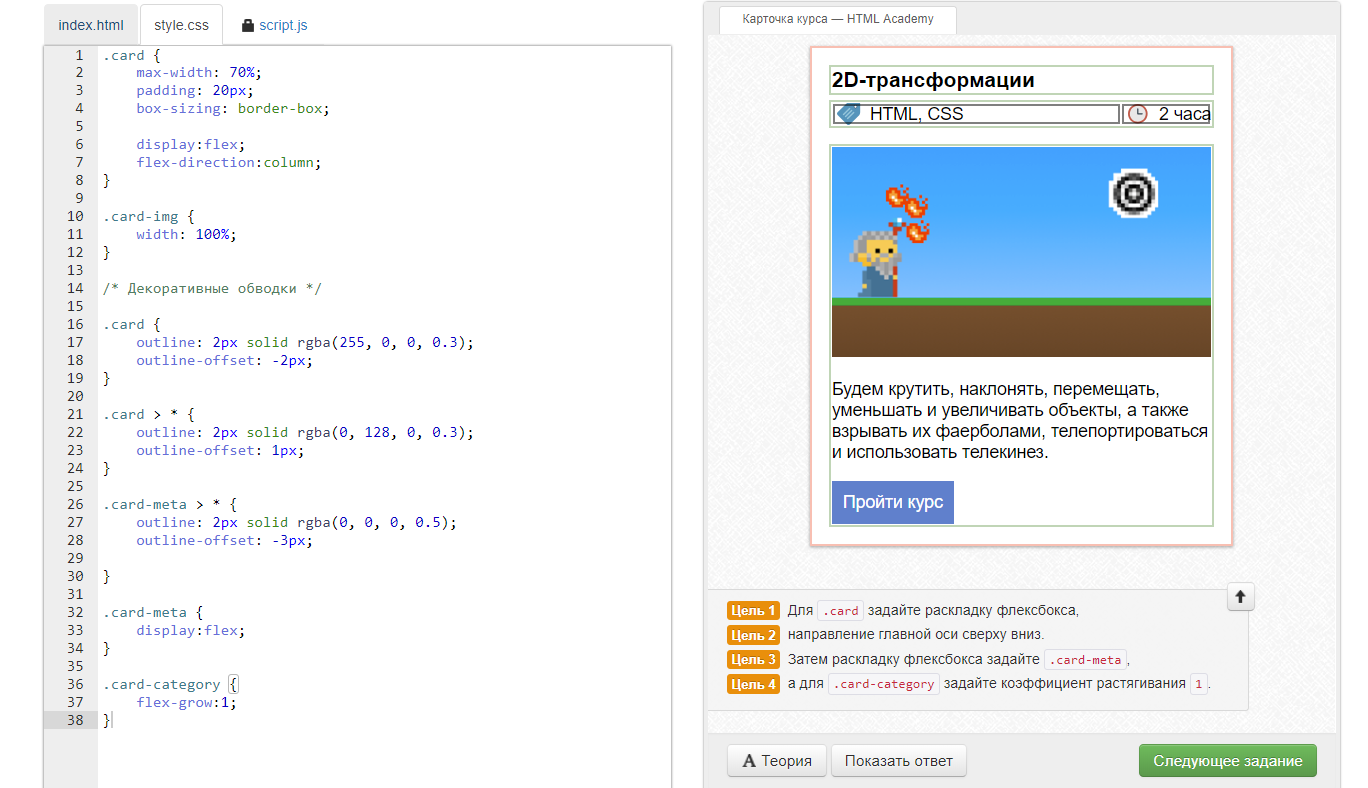 index.html
style.css
script.js
1 .card {
2 max-width: 70%;
3 padding: 20px;
4 box-sizing: border-box;
5
6 display:flex;
7 flex-direction:column;
8 }
9
10 .card-img {
11 width: 100%;
12 }
13
14 /* Декоративные обводки */
15
16 .card {
17 outline: 2px solid rgba(255, 0, 0, 0.3);
18 outline-offset: -2px;
19 }
20
21 .card > * {
22 outline: 2px solid rgba(0, 128, 0, 0.3);
23 outline-offset: 1px;
24 }
25
26 .card-meta > * {
27 outline: 2px solid rgba(0, 0, 0, 0.5);
28 outline-offset: -3px;
29
30 }
31
32 .card-meta {
33 display:flex;
34 }
35
36 .card-category {
37 flex-grow:1;
38 }
Карточка курса — HTML Academy
2D-трансформации
HTML, CSS
2 часа
Будем крутить, наклонять, перемещать,
уменьшать и увеличивать объекты, а также
взрывать их фаерболами, телепортироваться
и использовать телекинез.
Пройти курс
Цель 1 Для .card задайте раскладку флексбокса,
Цель 2 направление главной оси сверху вниз.
Цель 3 Затем раскладку флексбокса задайте .card-meta,
Цель 4 а для .card-category задайте коэффициент растягивания 1.
A Теория
Показать ответ
Следующее задание